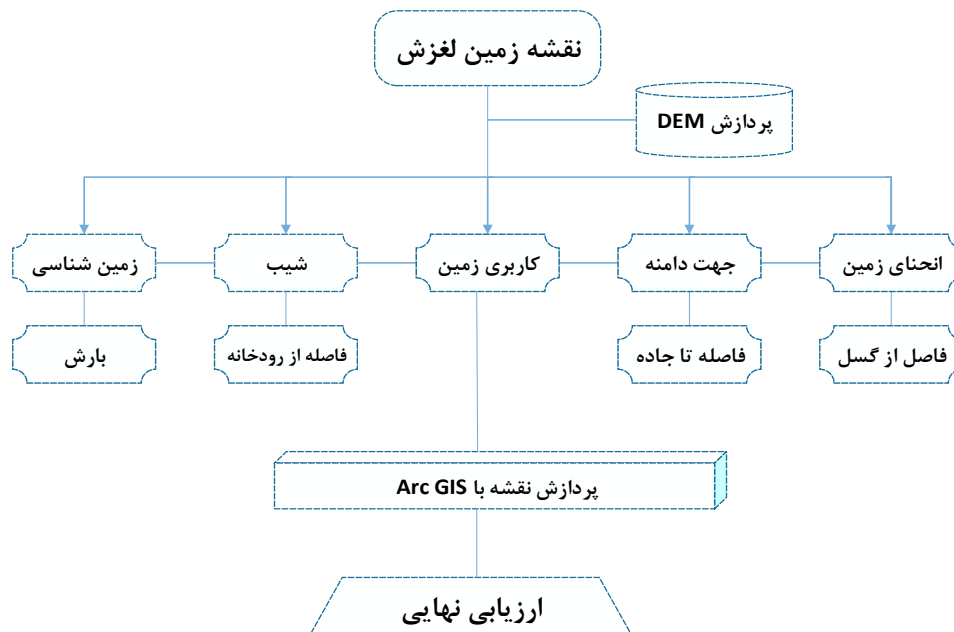 نقشه زمین لغزش
پردازش DEM
انحنای زمین
جهت دامنه
کاربری زمین
شیب
زمین شناسی
فاصل از گسل
فاصله تا جاده
فاصله از رودخانه
بارش
پردازش نقشه با Arc GIS
ارزیابی نهایی